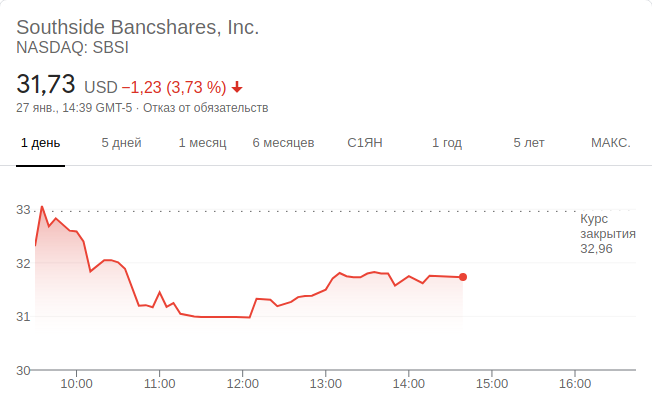 Southside Bancshares, Inc.
NASDAQ: SBSI
31,73 USD −1,23 (3,73 %)
27 янв., 14:39 GMT-5 · Отказ от обязательств
1 день 5 дней 1 месяц 6 месяцев С1ЯН 1 год 5 лет МАКС.
33
Курс
закрытия
32,96
32
31
30
10:00 11:00 12:00 13:00 14:00 15:00 16:00